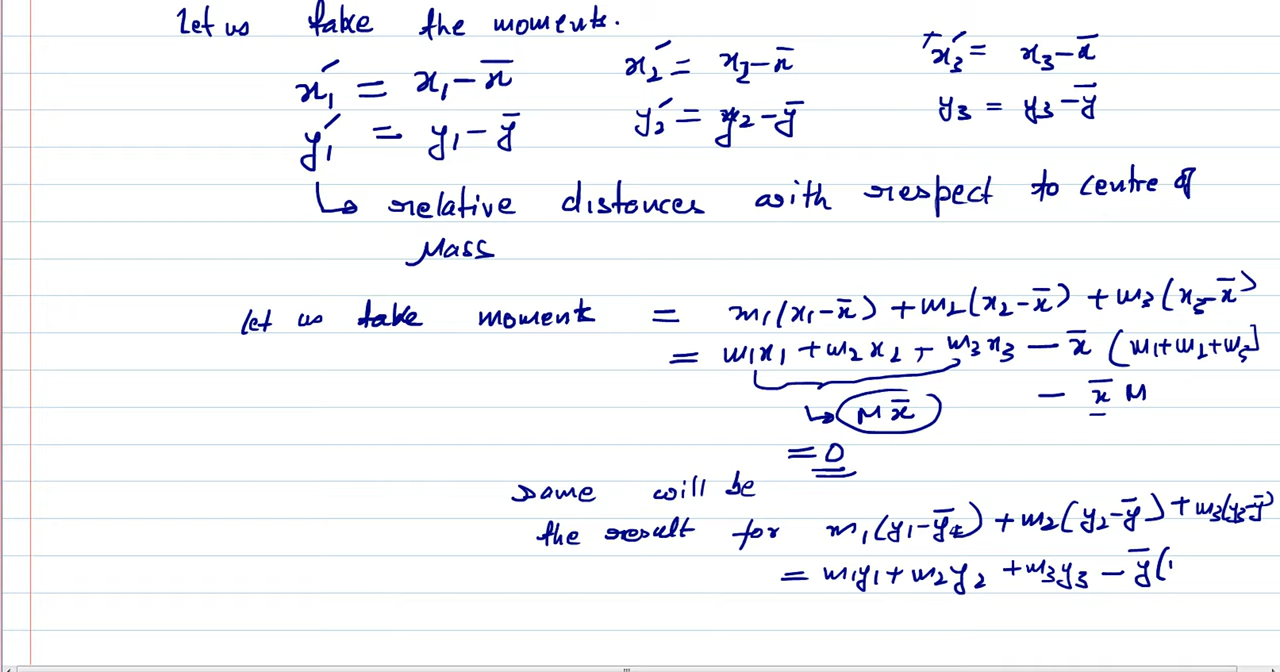 Let us take the moments.
x₁′ = x₁ − x̄ x₂′ = x₂ − x̄ x₃′ = x₃ − x̄
y₁′ = y₁ − ȳ y₂′ = y₂ − ȳ y₃ = y₃ − ȳ
↳ relative distances with respect to centre of
Mass
Let us take moment = m₁(x₁−x̄) + m₂(x₂−x̄) + m₃(x₃−x̄)
= m₁x₁ + m₂x₂ + m₃x₃ − x̄ (m₁+m₂+m₃]
↳ M x̄ − x̄ M
= 0
same will be
the result for m₁(y₁−ȳ) + m₂(y₂−ȳ) + m₃(y₃−ȳ)
= m₁y₁ + m₂y₂ + m₃y₃ − ȳ(